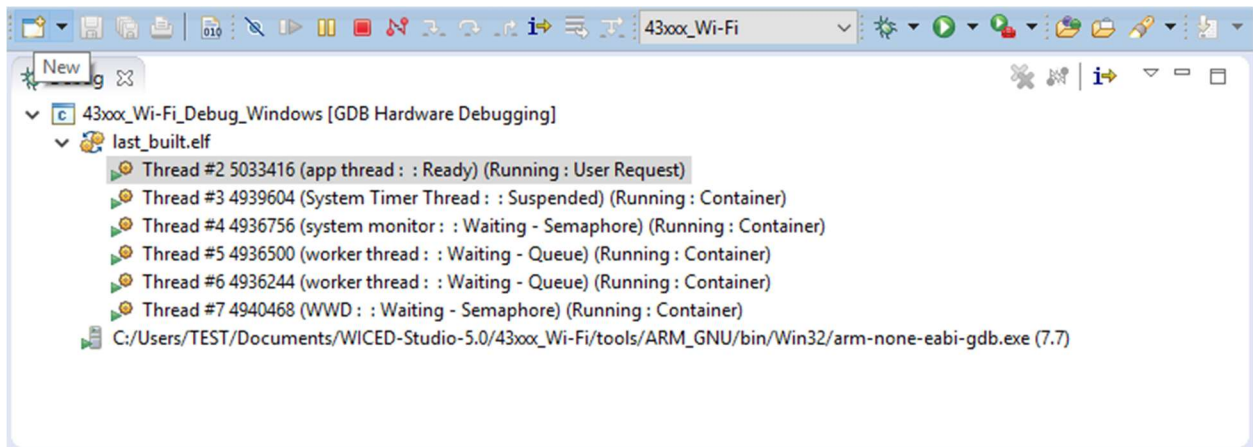 43xxx_Wi-Fi
New
Debug
43xxx_Wi-Fi_Debug_Windows [GDB Hardware Debugging]
last_built.elf
Thread #2 5033416 (app thread : : Ready) (Running : User Request)
Thread #3 4939604 (System Timer Thread : : Suspended) (Running : Container)
Thread #4 4936756 (system monitor : : Waiting - Semaphore) (Running : Container)
Thread #5 4936500 (worker thread : : Waiting - Queue) (Running : Container)
Thread #6 4936244 (worker thread : : Waiting - Queue) (Running : Container)
Thread #7 4940468 (WWD : : Waiting - Semaphore) (Running : Container)
C:/Users/TEST/Documents/WICED-Studio-5.0/43xxx_Wi-Fi/tools/ARM_GNU/bin/Win32/arm-none-eabi-gdb.exe (7.7)